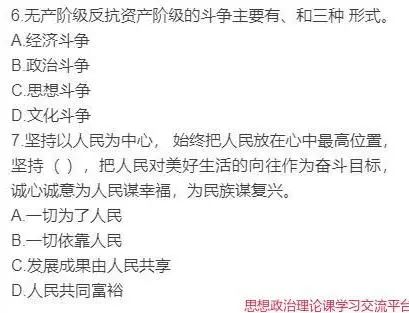 6.无产阶级反抗资产阶级的斗争主要有、和三种 形式。
A.经济斗争
B.政治斗争
C.思想斗争
D.文化斗争
7.坚持以人民为中心， 始终把人民放在心中最高位置，
坚持（ ），把人民对美好生活的向往作为奋斗目标，
诚心诚意为人民谋幸福，为民族谋复兴。
A.一切为了人民
B.一切依靠人民
C.发展成果由人民共享
D.人民共同富裕
思想政治理论课学习交流平台